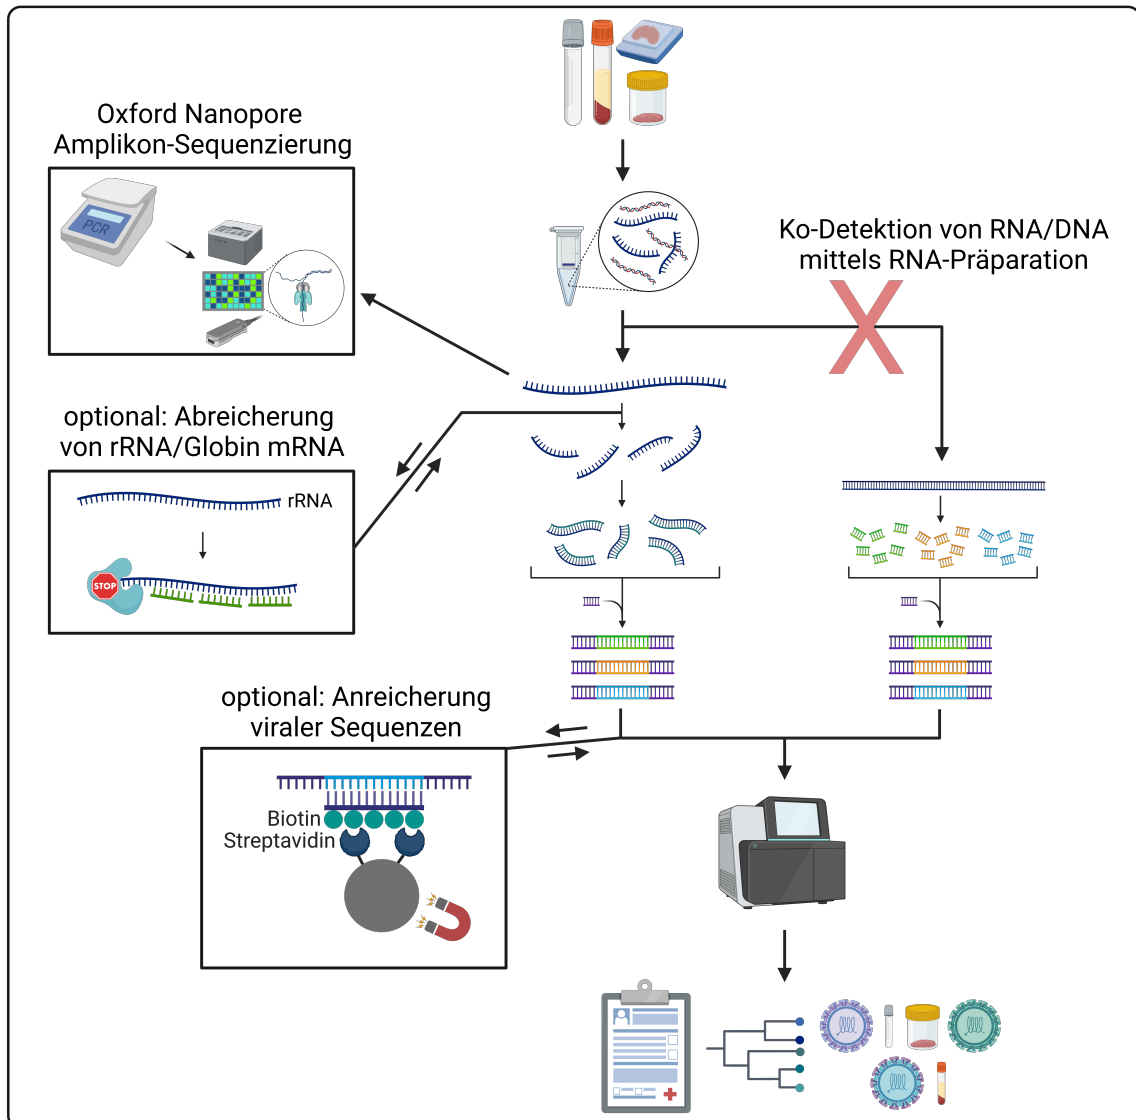 Oxford Nanopore
Amplikon-Sequenzierung
PCR
Ko-Detektion von RNA/DNA
mittels RNA-Präparation
optional: Abreicherung
von rRNA/Globin mRNA
rRNA
STOP
optional: Anreicherung
viraler Sequenzen
Biotin
Streptavidin